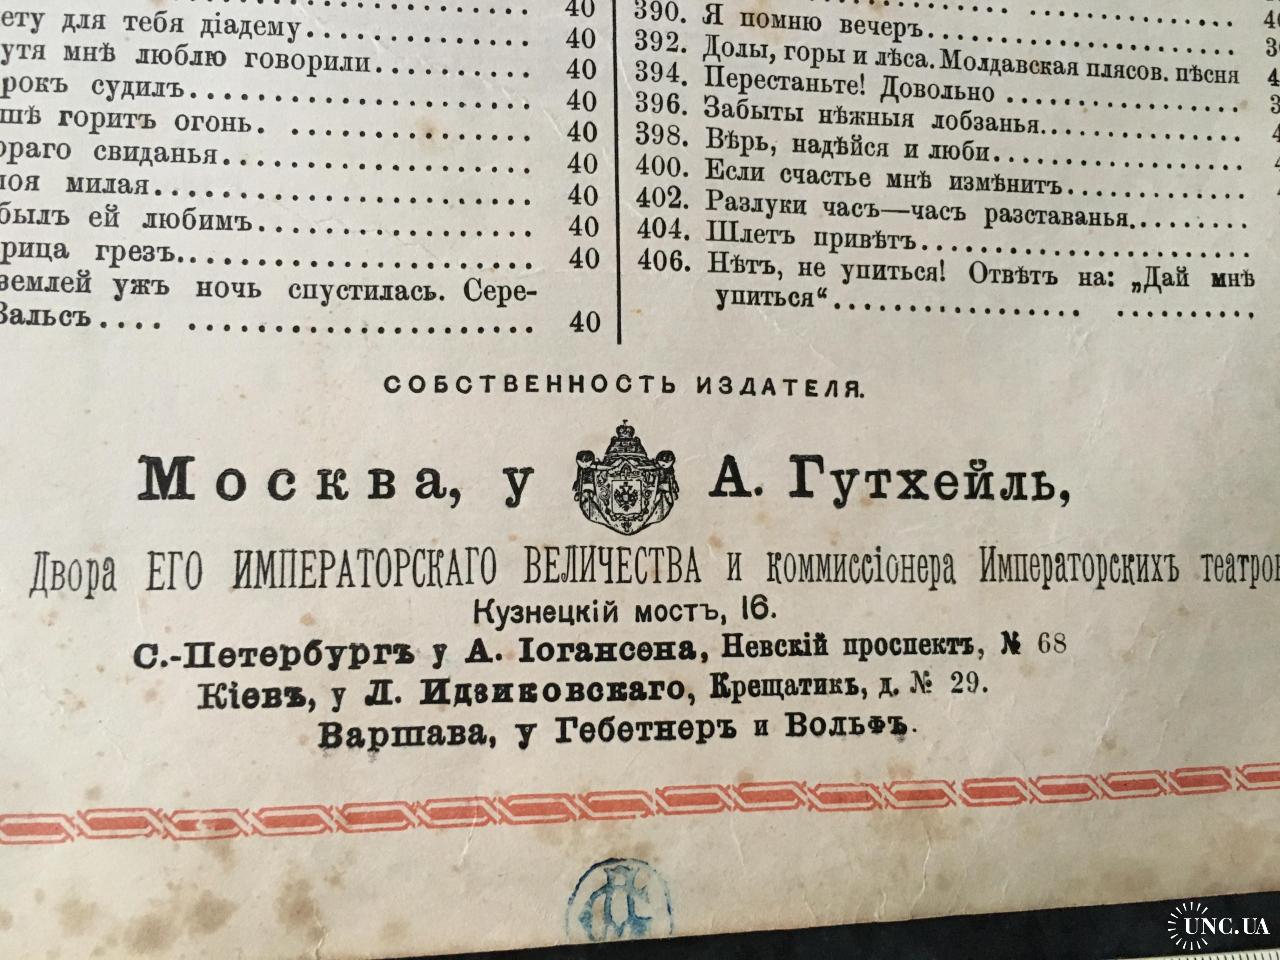 ету для тебя діадему 40
утя мнѣ люблю говорили 40
рокъ судилъ 40
шѣ горитъ огонь. 40
ораго свиданья 40
моя милая 40
былъ ей любимъ 40
рица грезъ 40
землей ужъ ночь спустилась. Сере-
Вальсъ 40
390. Я помню вечеръ
392. Долы, горы и лѣса. Молдавская плясов. пѣсня
394. Перестаньте! Довольно
396. Забыты нѣжныя лобзанья
398. Вѣрь, надѣйся и люби
400. Если счастье мнѣ измѣнитъ
402. Разлуки часъ—часъ разставанья
404. Шлетъ привѣтъ
406. Нѣтъ, не упиться! Отвѣтъ на: „Дай мнѣ
упиться“
СОБСТВЕННОСТЬ ИЗДАТЕЛЯ.
Москва, у А. Гутхейль,
Двора ЕГО ИМПЕРАТОРСКАГО ВЕЛИЧЕСТВА и коммиссіонера Императорскихъ театров
Кузнецкій мостъ, 16.
С.-Петербургъ у А. Іогансена, Невскій проспектъ, № 68
Кіевъ, у Л. Идзиковскаго, Крещатикъ, д. № 29.
Варшава, у Гебетнеръ и Вольфъ.
UNC.UA